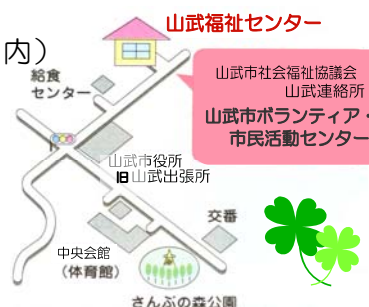 山武福祉センター
内）
給食
センター
山武市社会福祉協議会
山武連絡所
山武市ボランティア・
市民活動センター
山武市役所
旧山武出張所
交番
中央会館
（体育館）
さんぶの森公園